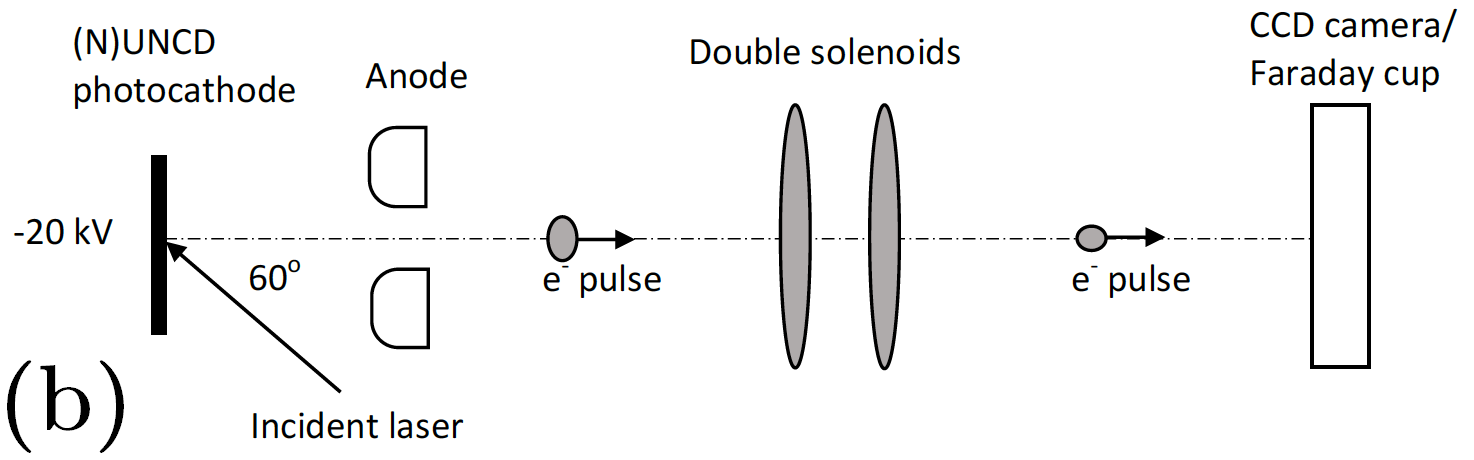 (N)UNCD
photocathode
Anode
Double solenoids
CCD camera/
Faraday cup
-20 kV
60°
e⁻ pulse
e⁻ pulse
Incident laser
(b)